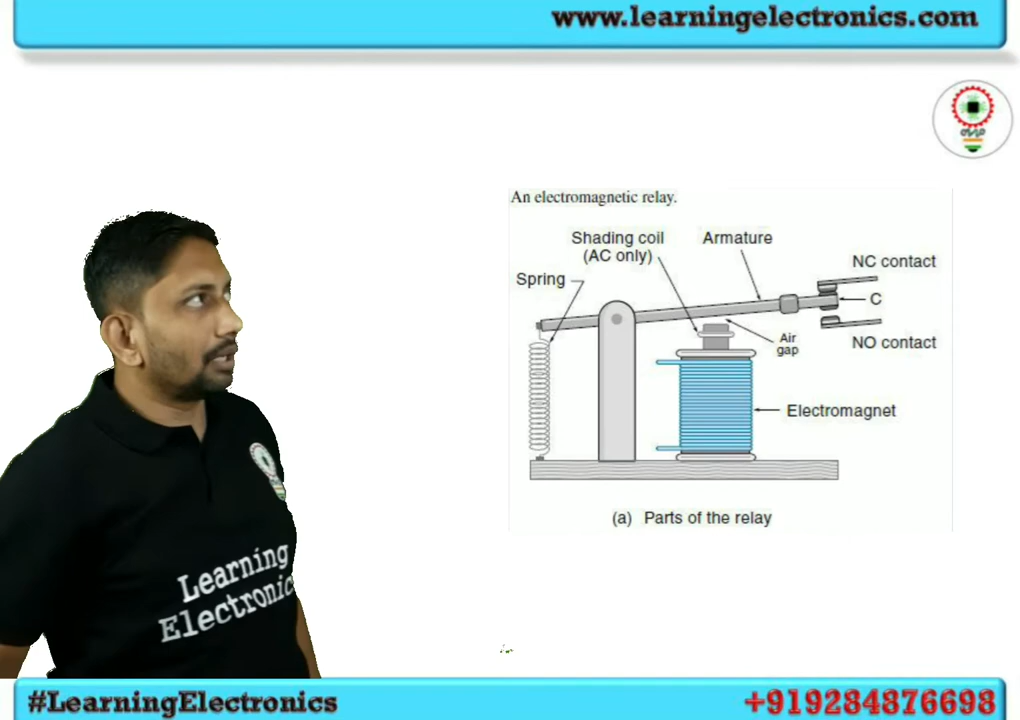 www.learningelectronics.com
An electromagnetic relay.
Shading coil
(AC only)
Armature
NC contact
Spring
C
Air
gap
NO contact
Electromagnet
(a) Parts of the relay
Learning
Electronic
#LearningElectronics
+919284876698